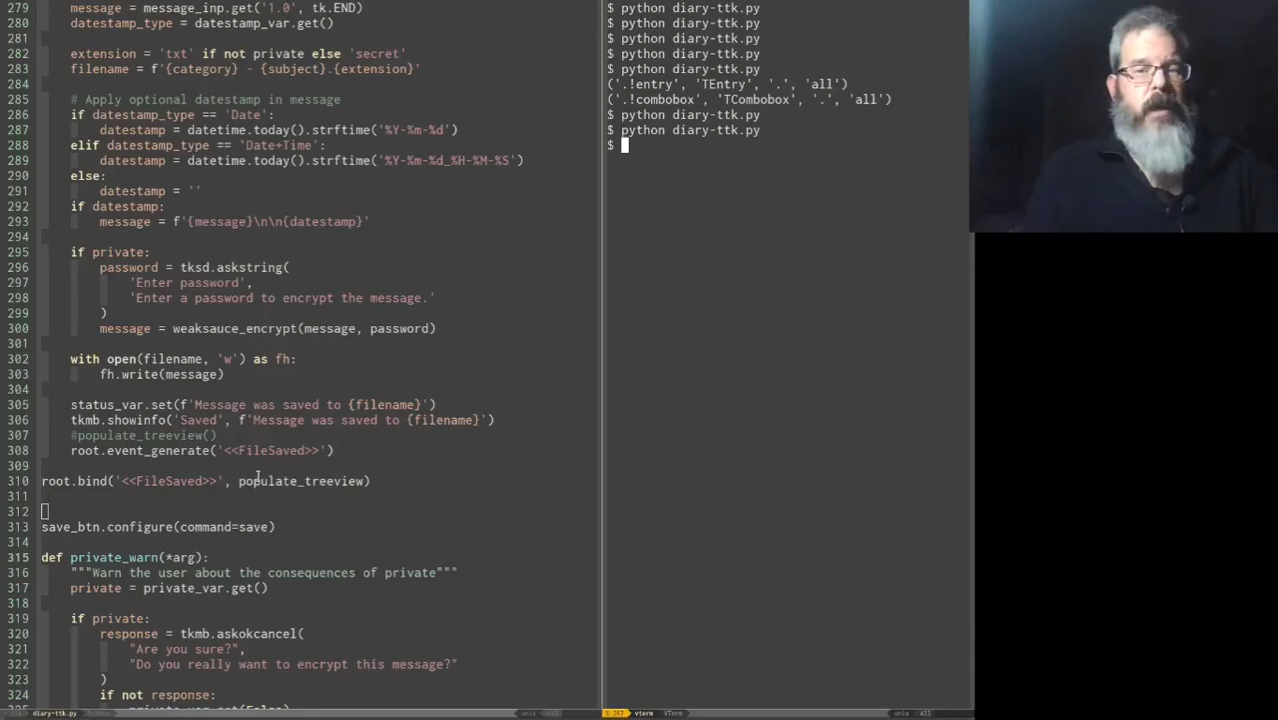 279 message = message_inp.get('1.0', tk.END)
280 datestamp_type = datestamp_var.get()
281
282 extension = 'txt' if not private else 'secret'
283 filename = f'{category} - {subject}.{extension}'
284
285 # Apply optional datestamp in message
286 if datestamp_type == 'Date':
287 datestamp = datetime.today().strftime('%Y-%m-%d')
288 elif datestamp_type == 'Date+Time':
289 datestamp = datetime.today().strftime('%Y-%m-%d_%H-%M-%S')
290 else:
291 datestamp = ''
292 if datestamp:
293 message = f'{message}\n\n{datestamp}'
294
295 if private:
296 password = tksd.askstring(
297 'Enter password',
298 'Enter a password to encrypt the message.'
299 )
300 message = weaksauce_encrypt(message, password)
301
302 with open(filename, 'w') as fh:
303 fh.write(message)
304
305 status_var.set(f'Message was saved to {filename}')
306 tkmb.showinfo('Saved', f'Message was saved to {filename}')
307 #populate_treeview()
308 root.event_generate('<<FileSaved>>')
309
310 root.bind('<<FileSaved>>', populate_treeview)
311
312
313 save_btn.configure(command=save)
314
315 def private_warn(*arg):
316 """Warn the user about the consequences of private"""
317 private = private_var.get()
318
319 if private:
320 response = tkmb.askokcancel(
321 "Are you sure?",
322 "Do you really want to encrypt this message?"
323 )
324 if not response:
diary-ttk.py Python unix
$ python diary-ttk.py
$ python diary-ttk.py
$ python diary-ttk.py
$ python diary-ttk.py
$ python diary-ttk.py
('.!entry', 'TEntry', '.', 'all')
('.!combobox', 'TCombobox', '.', 'all')
$ python diary-ttk.py
$ python diary-ttk.py
$
vterm VTerm unix All